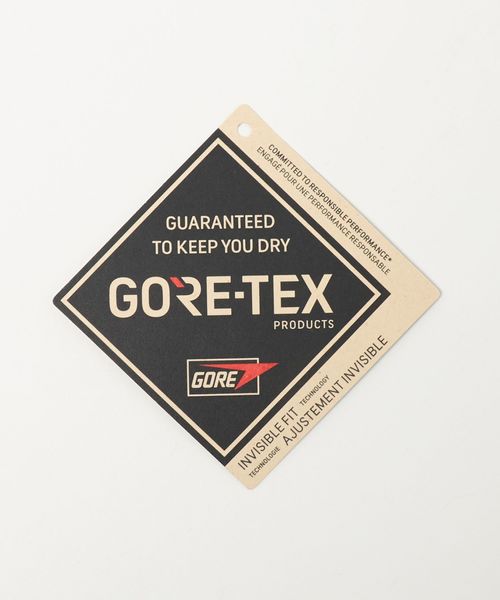 COMMITTED TO RESPONSIBLE PERFORMANCE*
ENGAGÉ POUR UNE PERFORMANCE RESPONSABLE
GUARANTEED
TO KEEP YOU DRY
GORE-TEX
PRODUCTS
GORE
INVISIBLE FIT TECHNOLOGY
TECHNOLOGIE AJUSTEMENT INVISIBLE